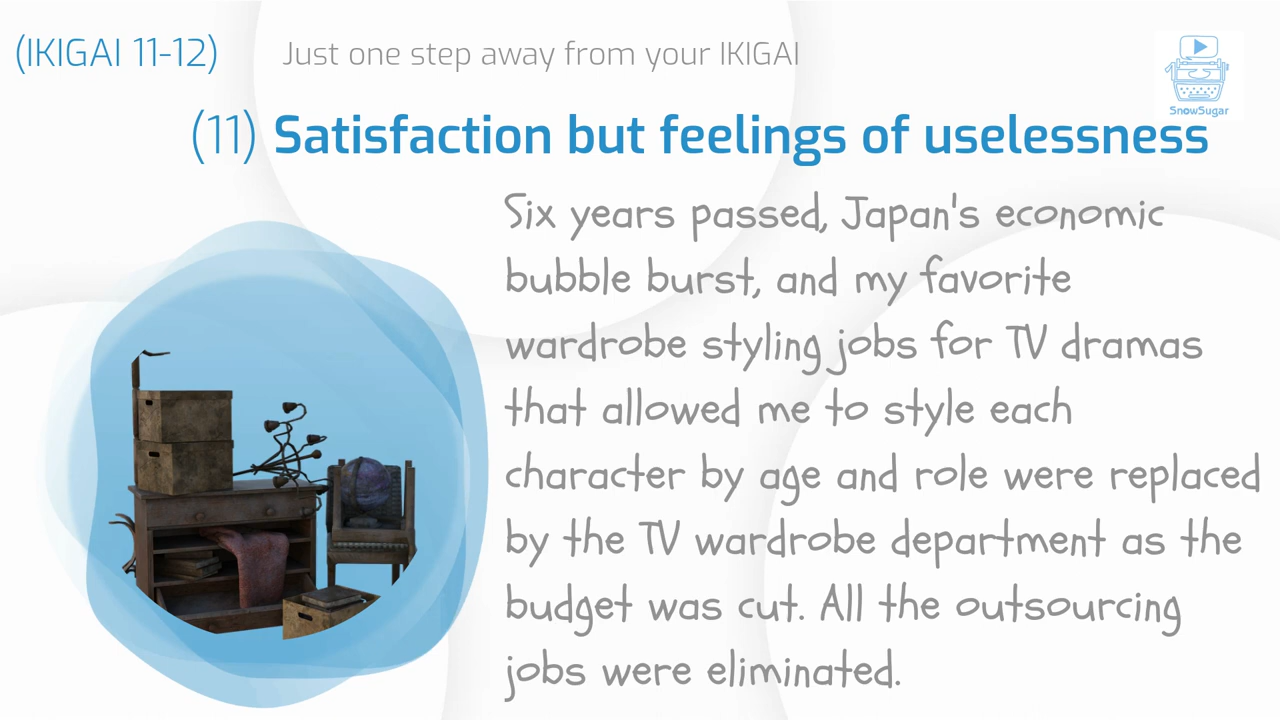 (IKIGAI 11-12)
Just one step away from your IKIGAI
SnowSugar
(11) Satisfaction but feelings of uselessness
Six years passed, Japan's economic
bubble burst, and my favorite
wardrobe styling jobs for TV dramas
that allowed me to style each
character by age and role were replaced
by the TV wardrobe department as the
budget was cut. All the outsourcing
jobs were eliminated.